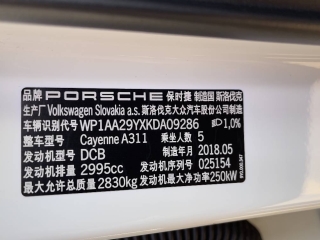 品牌 PORSCHE 保时捷 制造国 斯洛伐克
生产厂 Volkswagen Slovakia a.s. 斯洛伐克大众汽车股份公司制造
车辆识别代号 WP1AA29YXKDA09286 1,0%
整车型号 Cayenne A311 乘坐人数 5
发动机型号 DCB 制造年月 2018.05
发动机排量 2995cc 发动机序列号 025154
最大允许总质量 2830kg 发动机最大净功率 250kW